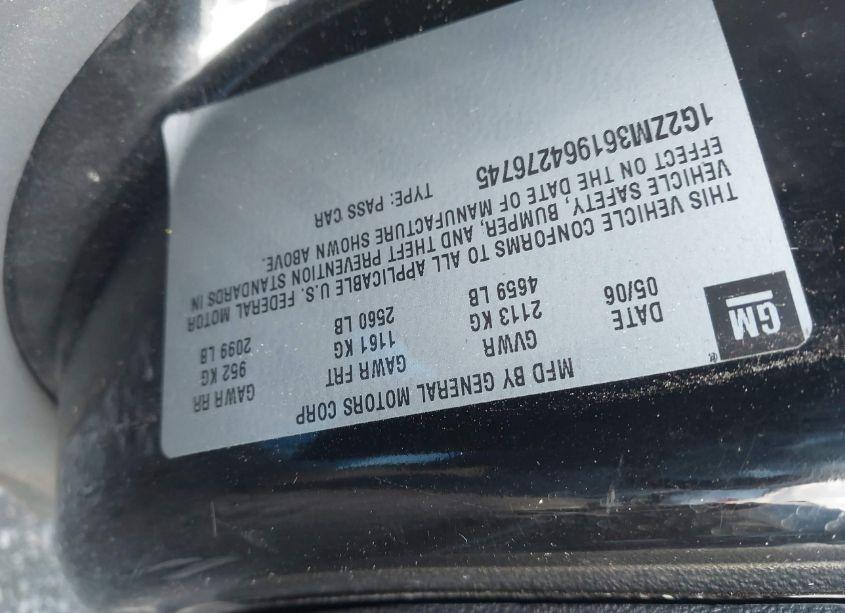 GM
MFD BY GENERAL MOTORS CORP
DATE GVWR GAWR FRT GAWR RR
05/06 2113 KG 1161 KG 952 KG
4659 LB 2560 LB 2099 LB
THIS VEHICLE CONFORMS TO ALL APPLICABLE U.S. FEDERAL MOTOR
VEHICLE SAFETY, BUMPER, AND THEFT PREVENTION STANDARDS IN
EFFECT ON THE DATE OF MANUFACTURE SHOWN ABOVE.
1G2ZM361964276745 TYPE: PASS CAR